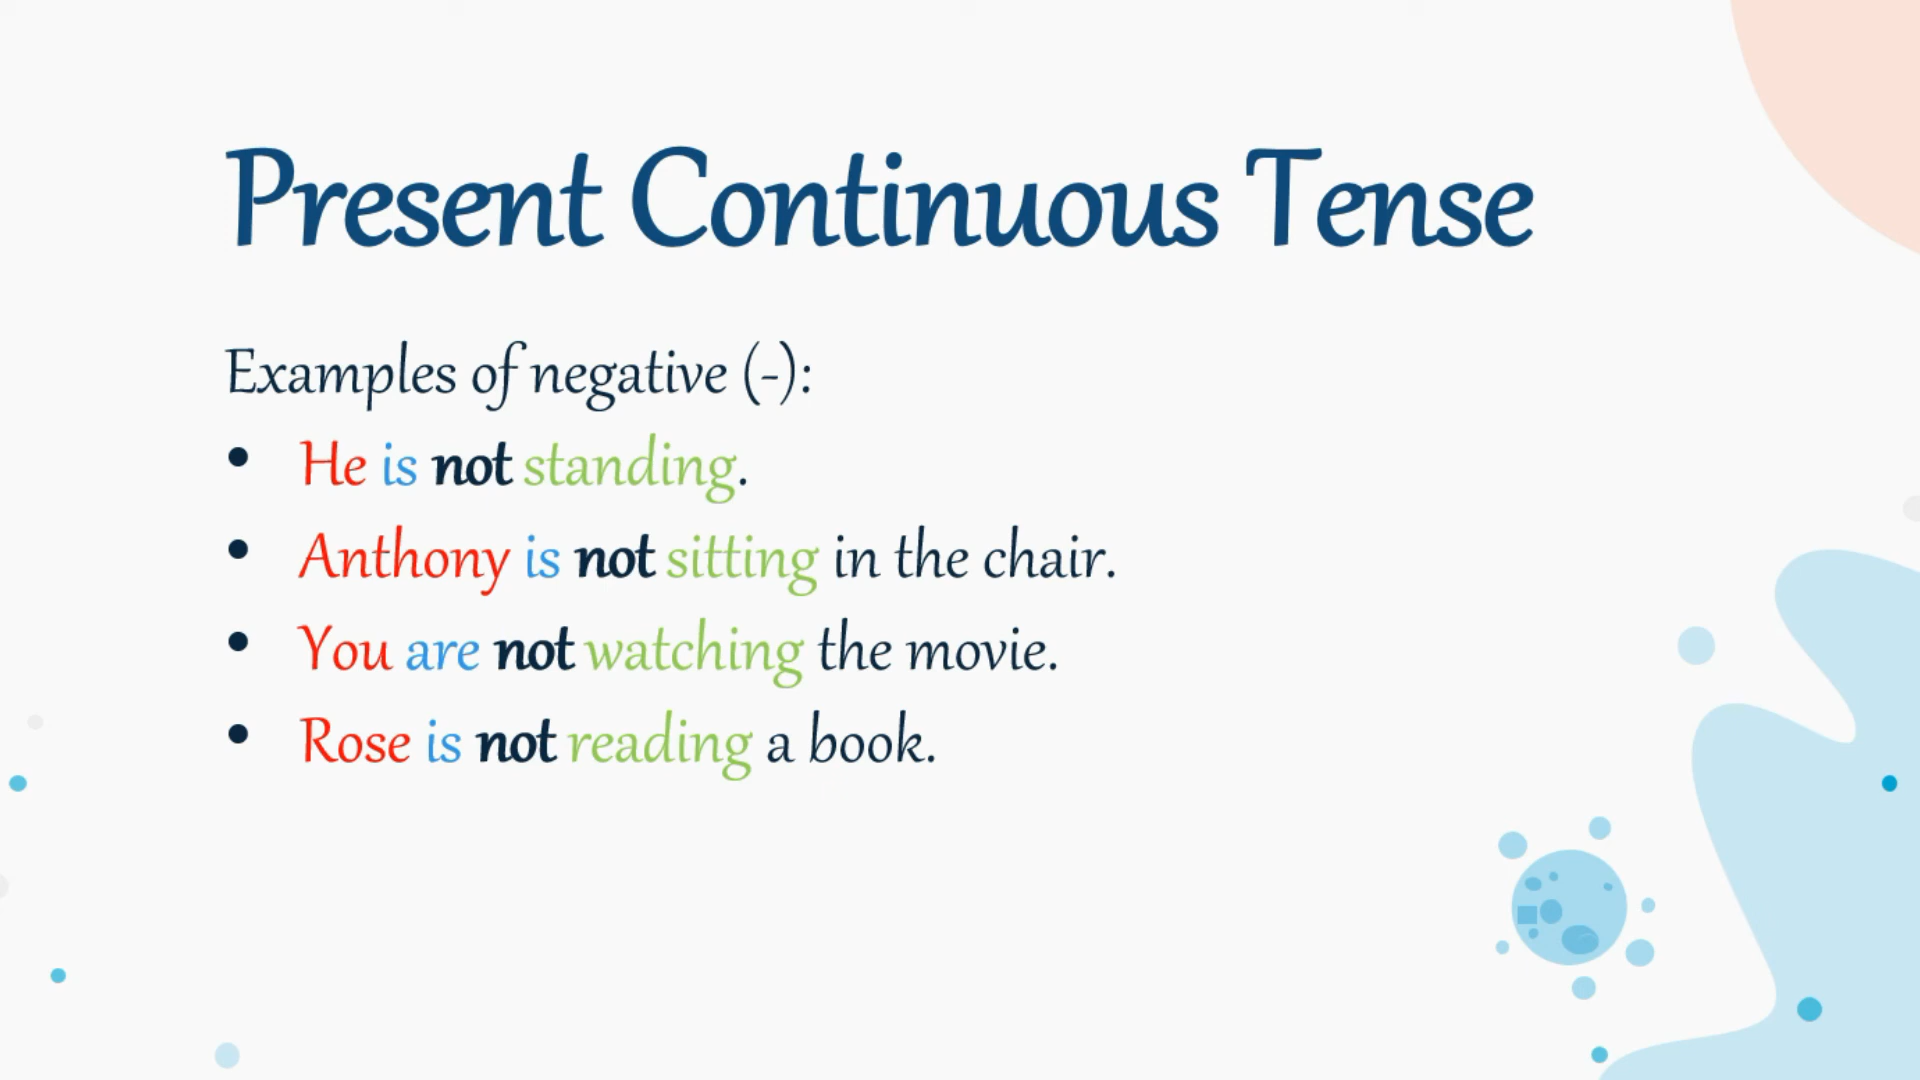 Present Continuous Tense
Examples of negative (-):
• He is not standing.
• Anthony is not sitting in the chair.
• You are not watching the movie.
• Rose is not reading a book.